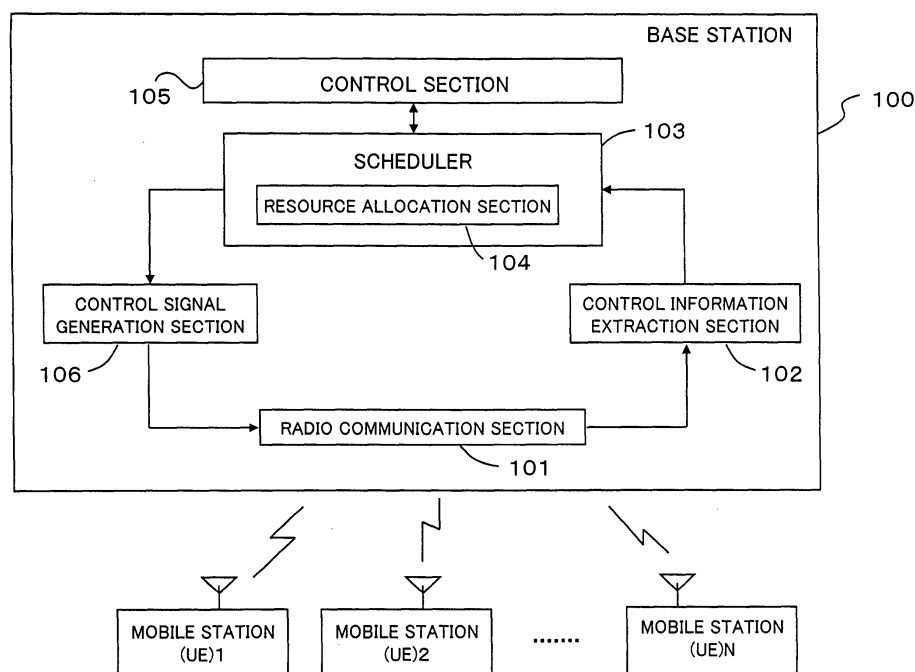 BASE STATION
CONTROL SECTION
105
100
103
SCHEDULER
RESOURCE ALLOCATION SECTION
104
CONTROL SIGNAL
GENERATION SECTION
106
CONTROL INFORMATION
EXTRACTION SECTION
102
RADIO COMMUNICATION SECTION
101
MOBILE STATION
(UE)1
MOBILE STATION
(UE)2
........
MOBILE STATION
(UE)N